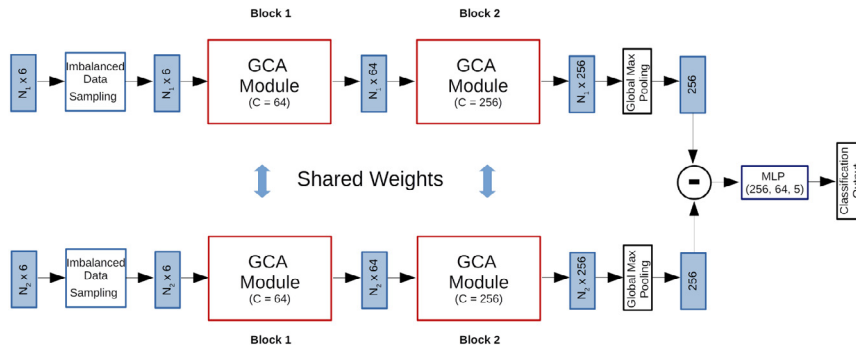 Block 1
Block 2
N1 x 6
Imbalanced
Data
Sampling
N1 x 6
GCA
Module
(C = 64)
N1 x 64
GCA
Module
(C = 256)
N1 x 256
Global Max
Pooling
256
Shared Weights
-
MLP
(256, 64, 5)
Classification
Output
N2 x 6
Imbalanced
Data
Sampling
N2 x 6
GCA
Module
(C = 64)
N2 x 64
GCA
Module
(C = 256)
N2 x 256
Global Max
Pooling
256
Block 1
Block 2